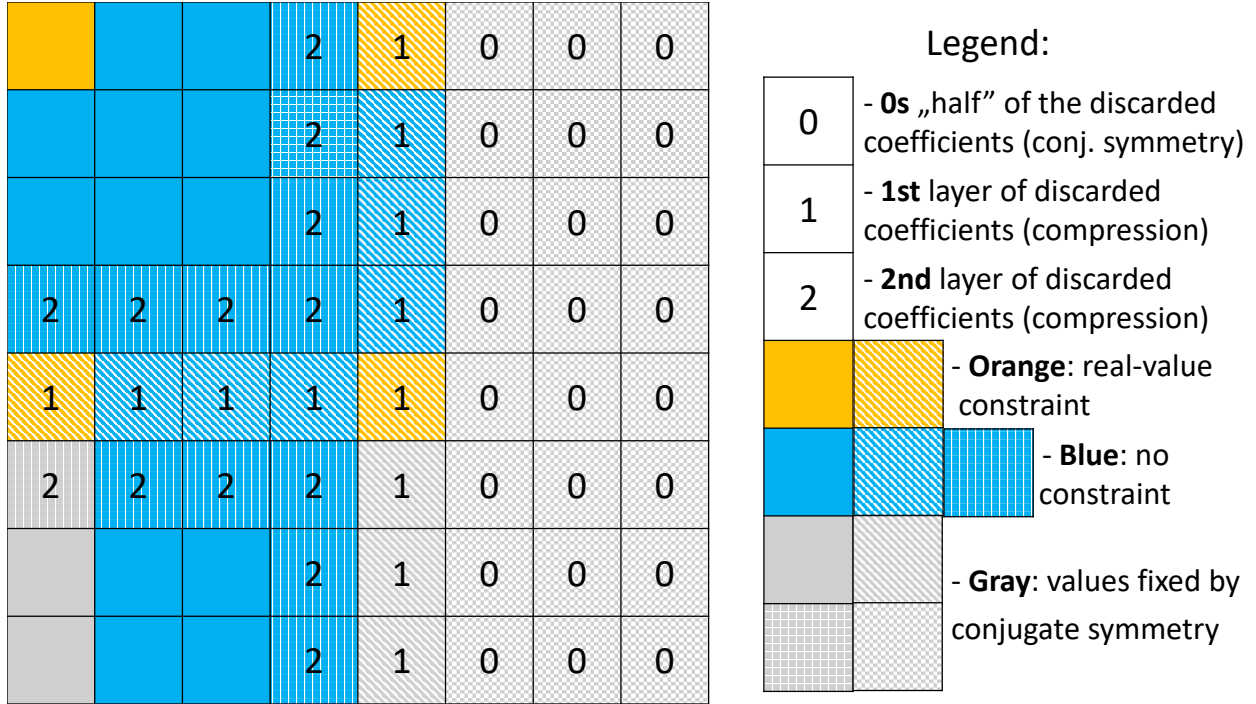 2 1 0 0 0
2 1 0 0 0
2 1 0 0 0
2 2 2 2 1 0 0 0
1 1 1 1 1 0 0 0
2 2 2 2 1 0 0 0
2 1 0 0 0
2 1 0 0 0
Legend:
0 - 0s „half” of the discarded
coefficients (conj. symmetry)
1 - 1st layer of discarded
coefficients (compression)
2 - 2nd layer of discarded
coefficients (compression)
- Orange: real-value
constraint
- Blue: no
constraint
- Gray: values fixed by
conjugate symmetry